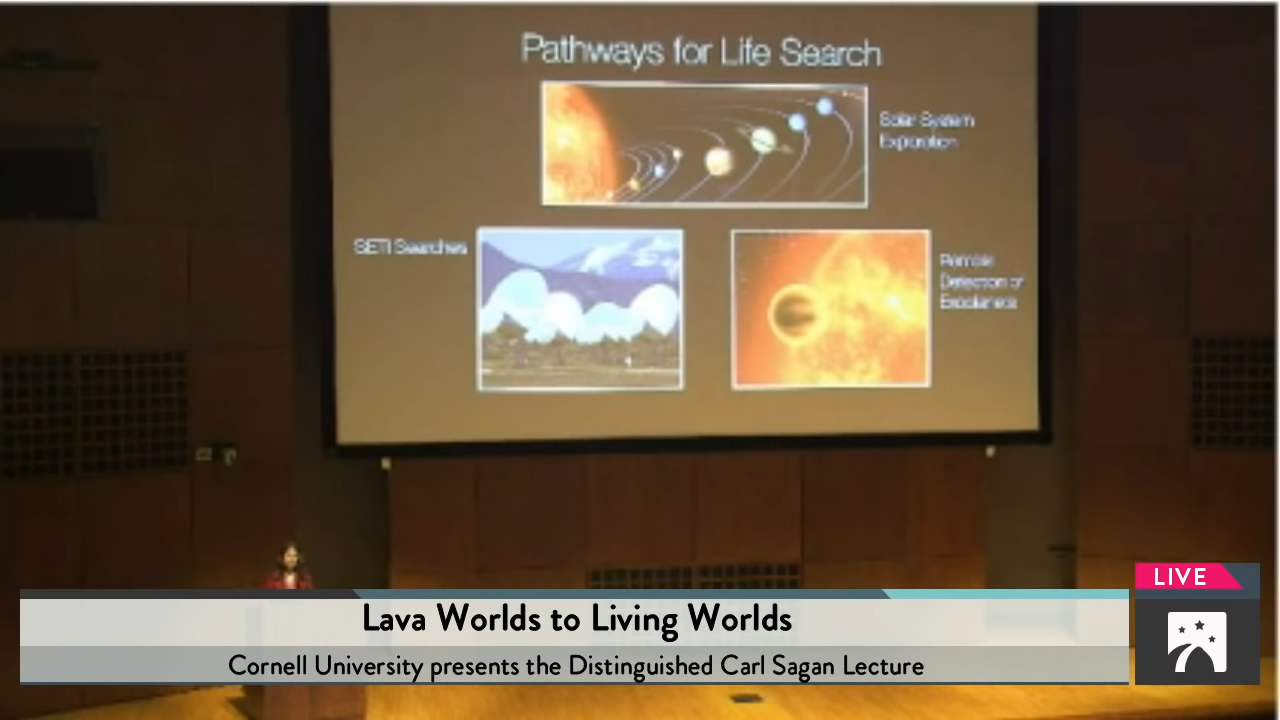 Pathways for Life Search
Solar System
Exploration
SETI Searches
Remote
Detection of
Exoplanets
LIVE
Lava Worlds to Living Worlds
Cornell University presents the Distinguished Carl Sagan Lecture